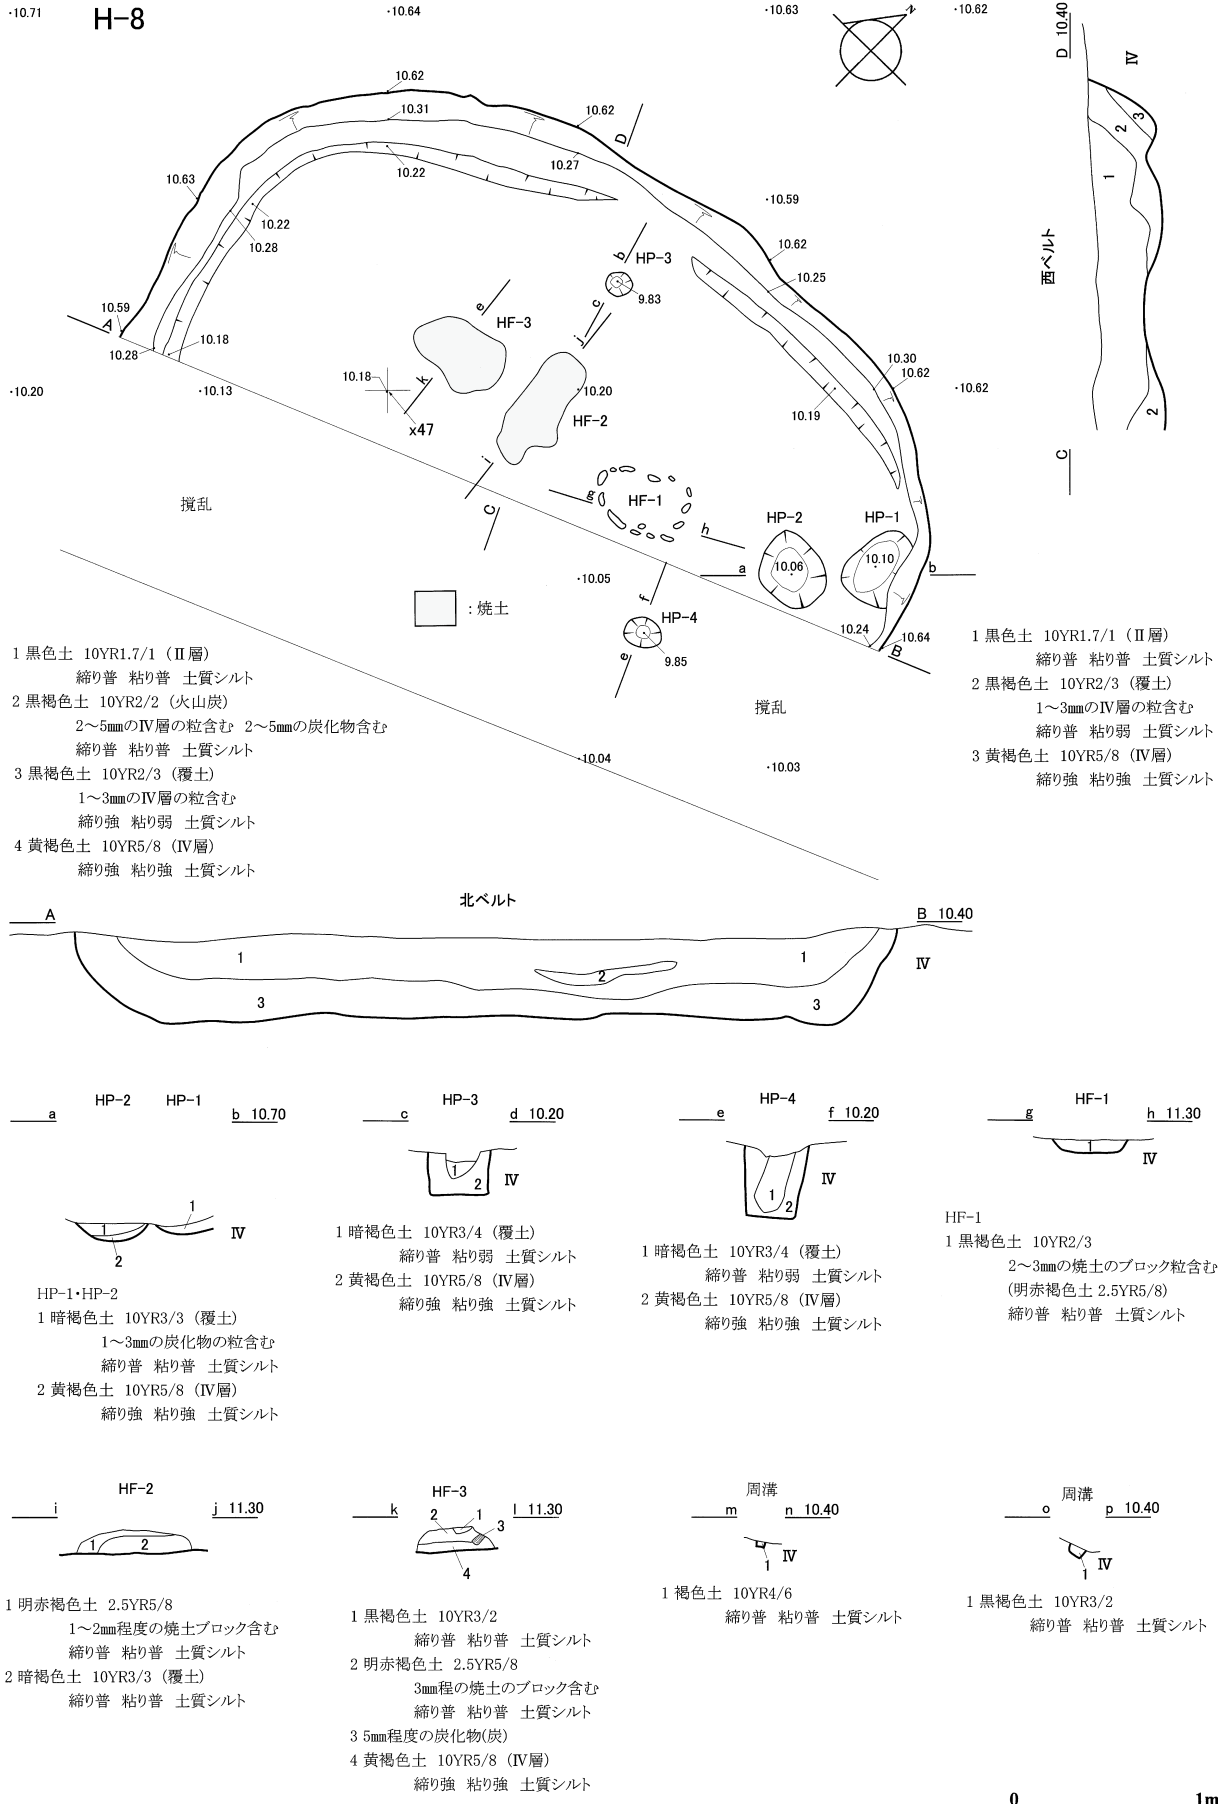 H-8
·10.71
·10.64
·10.63
·10.62
N
10.62
10.31
10.62
D
10.27
10.22
10.63
10.22
10.28
·10.59
10.62
10.25
b
HP-3
9.83
c
e
HF-3
j
10.59
A
10.28
10.18
10.18
k
x47
·10.20
HF-2
10.30
10.62
10.19
·10.20
·10.13
·10.62
i
C
g
HF-1
h
HP-2
HP-1
a
10.06
10.10
b
撹乱
·10.05
f
HP-4
9.85
e
10.24
10.64
B
:焼土
撹乱
·10.04
·10.03
D 10.40
Ⅳ
3
2
1
西ベルト
2
C
1 黒色土 10YR1.7/1 (Ⅱ層)
締り普 粘り普 土質シルト
2 黒褐色土 10YR2/2 (火山炭)
2~5㎜のⅣ層の粒含む 2~5㎜の炭化物含む
締り普 粘り普 土質シルト
3 黒褐色土 10YR2/3 (覆土)
1~3㎜のⅣ層の粒含む
締り強 粘り弱 土質シルト
4 黄褐色土 10YR5/8 (Ⅳ層)
締り強 粘り強 土質シルト
1 黒色土 10YR1.7/1 (Ⅱ層)
締り普 粘り普 土質シルト
2 黒褐色土 10YR2/3 (覆土)
1~3㎜のⅣ層の粒含む
締り普 粘り弱 土質シルト
3 黄褐色土 10YR5/8 (Ⅳ層)
締り強 粘り強 土質シルト
北ベルト
A
B 10.40
1
1
2
3
3
Ⅳ
HP-2 HP-1
a
b 10.70
1
1
2
Ⅳ
HP-1・HP-2
1 暗褐色土 10YR3/3 (覆土)
1~3㎜の炭化物の粒含む
締り普 粘り普 土質シルト
2 黄褐色土 10YR5/8 (Ⅳ層)
締り強 粘り強 土質シルト
HP-3
c
d 10.20
1
2
Ⅳ
1 暗褐色土 10YR3/4 (覆土)
締り普 粘り弱 土質シルト
2 黄褐色土 10YR5/8 (Ⅳ層)
締り強 粘り強 土質シルト
HP-4
e
f 10.20
1
2
Ⅳ
1 暗褐色土 10YR3/4 (覆土)
締り普 粘り弱 土質シルト
2 黄褐色土 10YR5/8 (Ⅳ層)
締り強 粘り強 土質シルト
HF-1
g
h 11.30
1
Ⅳ
HF-1
1 黒褐色土 10YR2/3
2~3㎜の焼土のブロック粒含む
(明赤褐色土 2.5YR5/8)
締り普 粘り普 土質シルト
HF-2
i
j 11.30
1
2
1 明赤褐色土 2.5YR5/8
1~2㎜程度の焼土ブロック含む
締り普 粘り普 土質シルト
2 暗褐色土 10YR3/3 (覆土)
締り普 粘り普 土質シルト
HF-3
k
l 11.30
2
1
3
4
1 黒褐色土 10YR3/2
締り普 粘り普 土質シルト
2 明赤褐色土 2.5YR5/8
3㎜程の焼土のブロック含む
締り普 粘り普 土質シルト
3 5㎜程度の炭化物(炭)
4 黄褐色土 10YR5/8 (Ⅳ層)
締り強 粘り強 土質シルト
周溝
m
n 10.40
1
Ⅳ
1 褐色土 10YR4/6
締り普 粘り普 土質シルト
周溝
o
p 10.40
1
Ⅳ
1 黒褐色土 10YR3/2
締り普 粘り普 土質シルト
0 1m